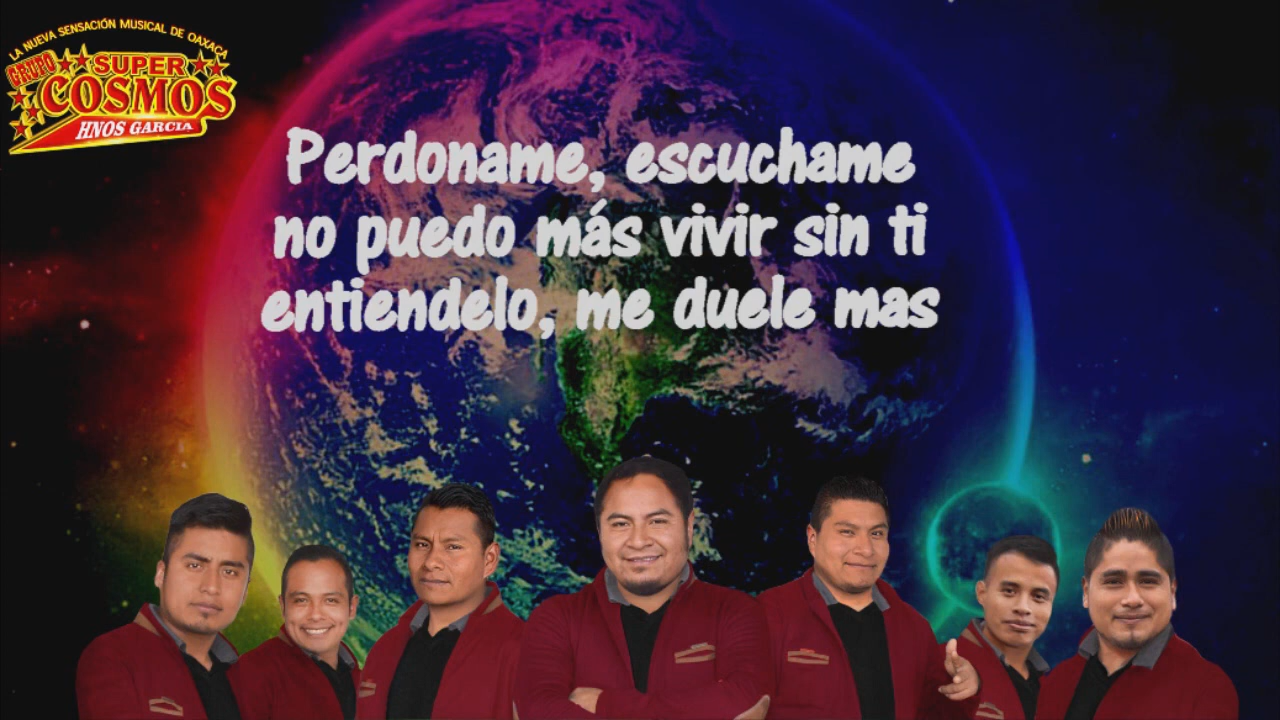 LA NUEVA SENSACIÓN MUSICAL DE OAXACA
GRUPO SUPER
COSMOS
HNOS GARCIA
Perdoname, escuchame
no puedo más vivir sin ti
entiendelo, me duele mas